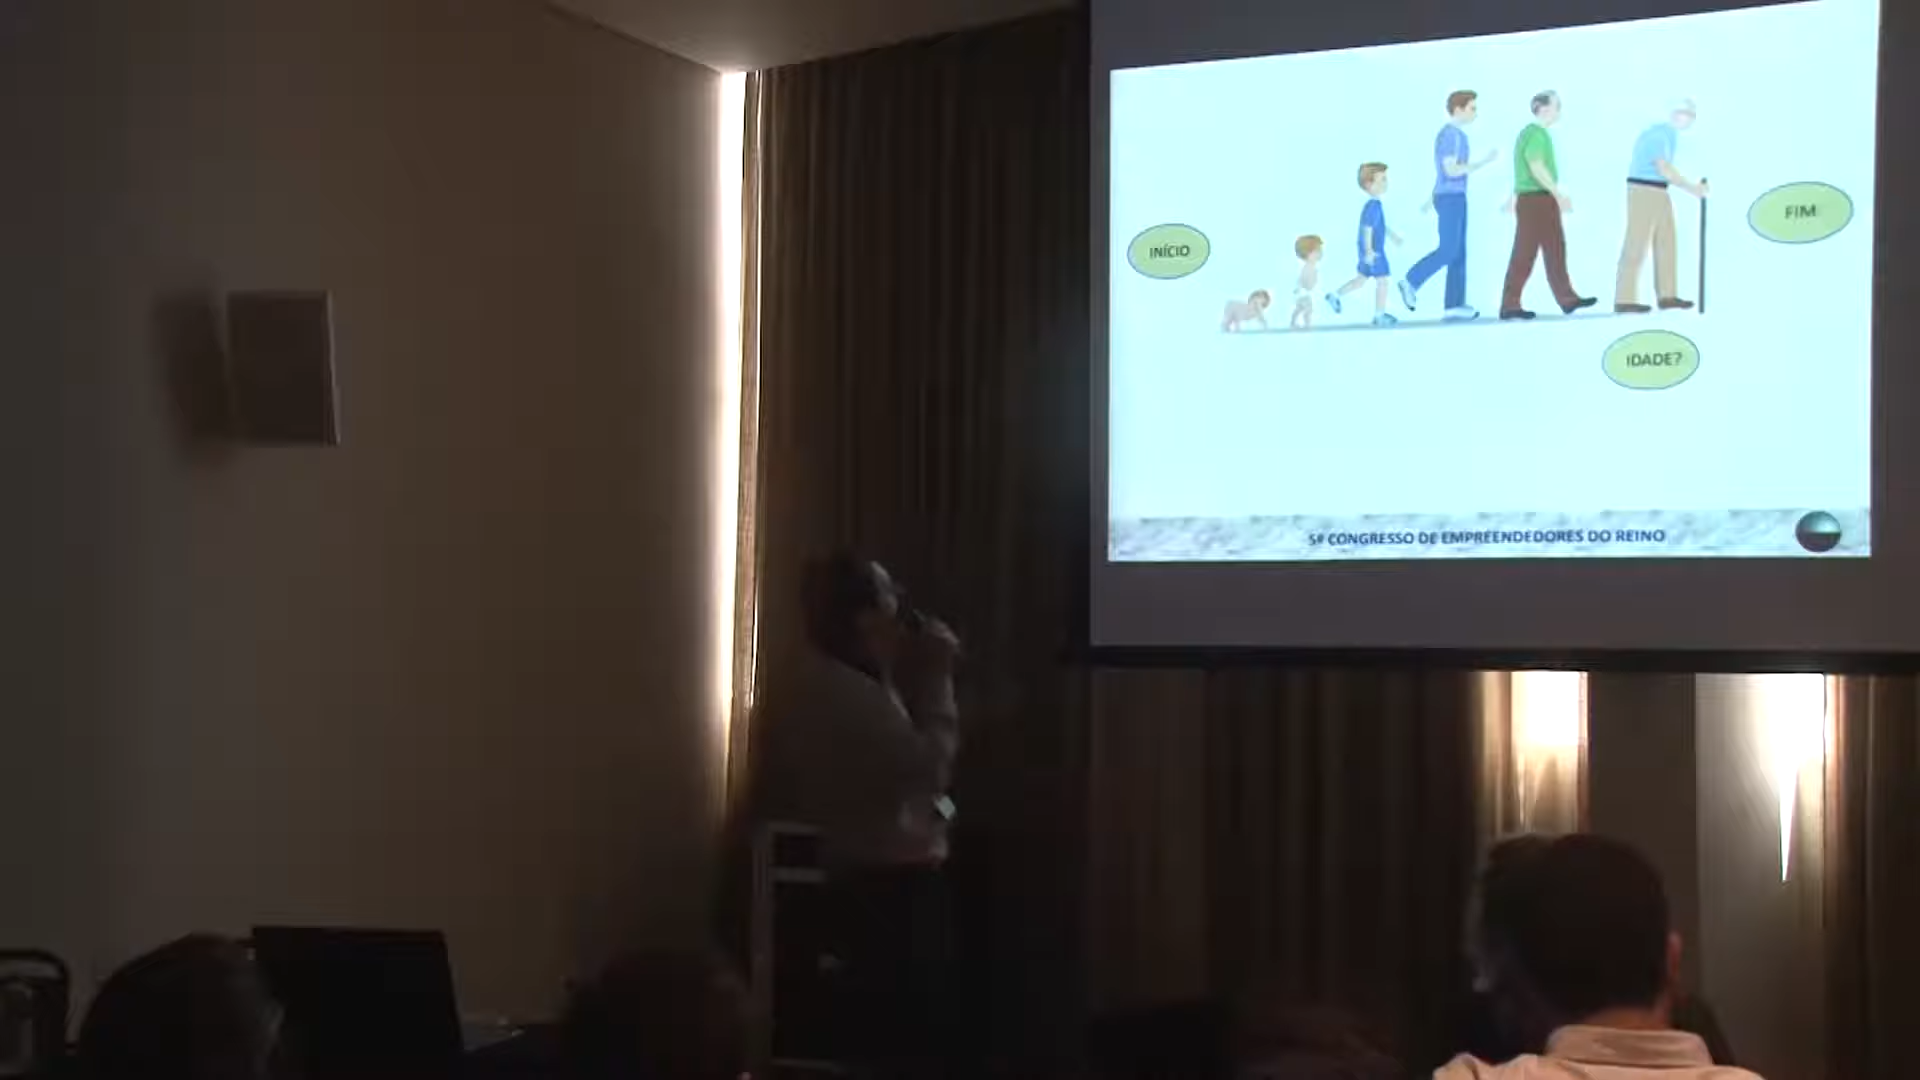 INÍCIO
FIM
IDADE?
5º CONGRESSO DE EMPREENDEDORES DO REINO